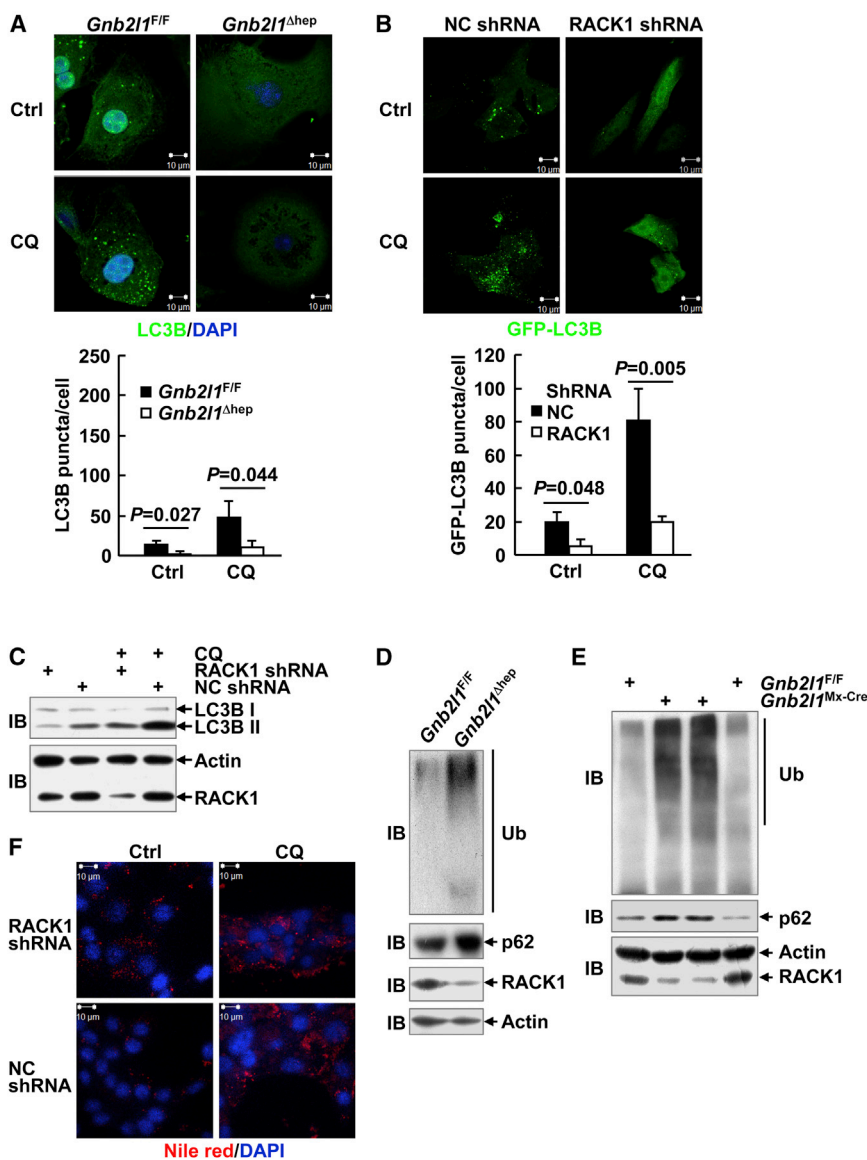 A
Gnb2l1F/F
Gnb2l1Δhep
Ctrl
10 µm
10 µm
CQ
10 µm
10 µm
LC3B/DAPI
LC3B puncta/cell
250
200
150
100
50
0
Gnb2l1F/F
Gnb2l1Δhep
P=0.027
P=0.044
Ctrl
CQ
B
NC shRNA
RACK1 shRNA
Ctrl
10 µm
10 µm
CQ
10 µm
10 µm
GFP-LC3B
GFP-LC3B puncta/cell
120
100
80
60
40
20
0
ShRNA
NC
RACK1
P=0.048
P=0.005
Ctrl
CQ
C
+ + CQ
+ + RACK1 shRNA
+ + NC shRNA
IB
LC3B I
LC3B II
IB
Actin
RACK1
D
Gnb2l1F/F
Gnb2l1Δhep
IB
Ub
IB
p62
IB
RACK1
IB
Actin
E
+ + Gnb2l1F/F
+ + Gnb2l1Mx-Cre
IB
Ub
IB
p62
IB
Actin
RACK1
F
Ctrl
CQ
RACK1
shRNA
10 µm
10 µm
NC
shRNA
10 µm
10 µm
Nile red/DAPI